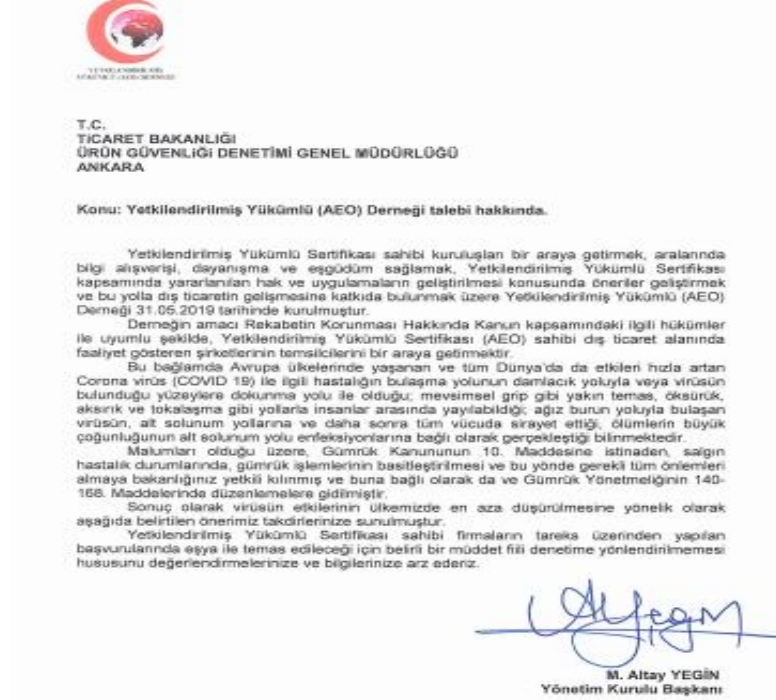 YETKİLENDİRİLMİŞ
YÜKÜMLÜ (AEO) DERNEĞİ
T.C.
TİCARET BAKANLIĞI
ÜRÜN GÜVENLİĞİ DENETİMİ GENEL MÜDÜRLÜĞÜ
ANKARA
Konu: Yetkilendirilmiş Yükümlü (AEO) Derneği talebi hakkında.
Yetkilendirilmiş Yükümlü Sertifikası sahibi kuruluşları bir araya getirmek, aralarında
bilgi alışverişi, dayanışma ve eşgüdüm sağlamak, Yetkilendirilmiş Yükümlü Sertifikası
kapsamında yararlanılan hak ve uygulamaların geliştirilmesi konusunda öneriler geliştirmek
ve bu yolla dış ticaretin gelişmesine katkıda bulunmak üzere Yetkilendirilmiş Yükümlü (AEO)
Derneği 31.05.2019 tarihinde kurulmuştur.
Derneğin amacı Rekabetin Korunması Hakkında Kanun kapsamındaki ilgili hükümler
ile uyumlu şekilde, Yetkilendirilmiş Yükümlü Sertifikası (AEO) sahibi dış ticaret alanında
faaliyet gösteren şirketlerinin temsilcilerini bir araya getirmektir.
Bu bağlamda Avrupa ülkelerinde yaşanan ve tüm Dünya'da da etkileri hızla artan
Corona virüs (COVID 19) ile ilgili hastalığın bulaşma yolunun damlacık yoluyla veya virüsün
bulunduğu yüzeylere dokunma yolu ile olduğu; mevsimsel grip gibi yakın temas, öksürük,
aksırık ve tokalaşma gibi yollarla insanlar arasında yayılabildiği; ağız burun yoluyla bulaşan
virüsün, alt solunum yollarına ve daha sonra tüm vücuda sirayet ettiği, ölümlerin büyük
çoğunluğunun alt solunum yolu enfeksiyonlarına bağlı olarak gerçekleştiği bilinmektedir.
Malumları olduğu üzere, Gümrük Kanununun 10. Maddesine istinaden, salgın
hastalık durumlarında, gümrük işlemlerinin basitleştirilmesi ve bu yönde gerekli tüm önlemleri
almaya bakanlığınız yetkili kılınmış ve buna bağlı olarak da ve Gümrük Yönetmeliğinin 140-
168. Maddelerinde düzenlemelere gidilmiştir.
Sonuç olarak virüsün etkilerinin ülkemizde en aza düşürülmesine yönelik olarak
aşağıda belirtilen önerimiz takdirlerinize sunulmuştur.
Yetkilendirilmiş Yükümlü Sertifikası sahibi firmaların tareks üzerinden yapılan
başvurularında eşya ile temas edileceği için belirli bir müddet fiili denetime yönlendirilmemesi
hususunu değerlendirmelerinize ve bilgilerinize arz ederiz.
M. Altay YEGİN
Yönetim Kurulu Başkanı